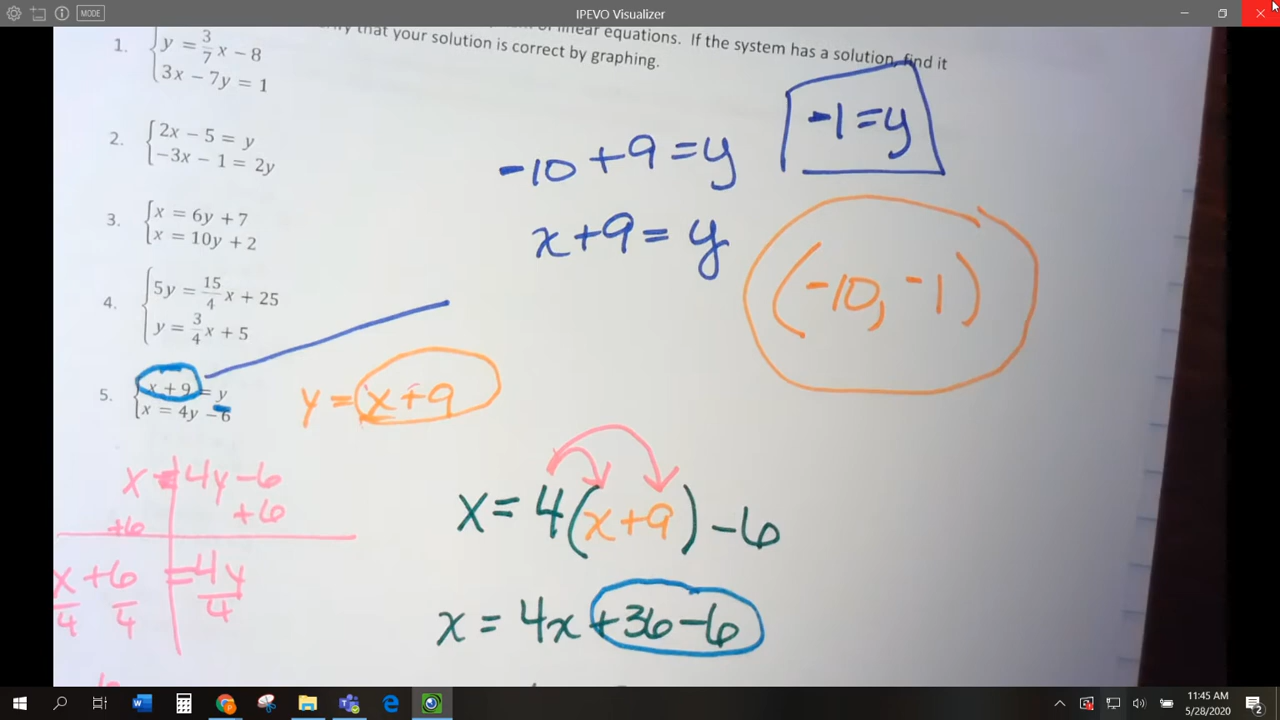 MODE
IPEVO Visualizer
linear equations. If the system has a solution, find it
that your solution is correct by graphing.
1. y = 3/7 x − 8
3x − 7y = 1
2. 2x − 5 = y
−3x − 1 = 2y
3. x = 6y + 7
x = 10y + 2
4. 5y = 15/4 x + 25
y = 3/4 x + 5
5. x + 9 = y
x = 4y − 6
-10 + 9 = y
-1 = y
x + 9 = y
(-10, -1)
y = x+9
x = 4y - 6
+6 +6
x + 6 = 4y
4 4 4
x = 4(x+9) - 6
x = 4x + 36 - 6
11:45 AM
5/28/2020
2